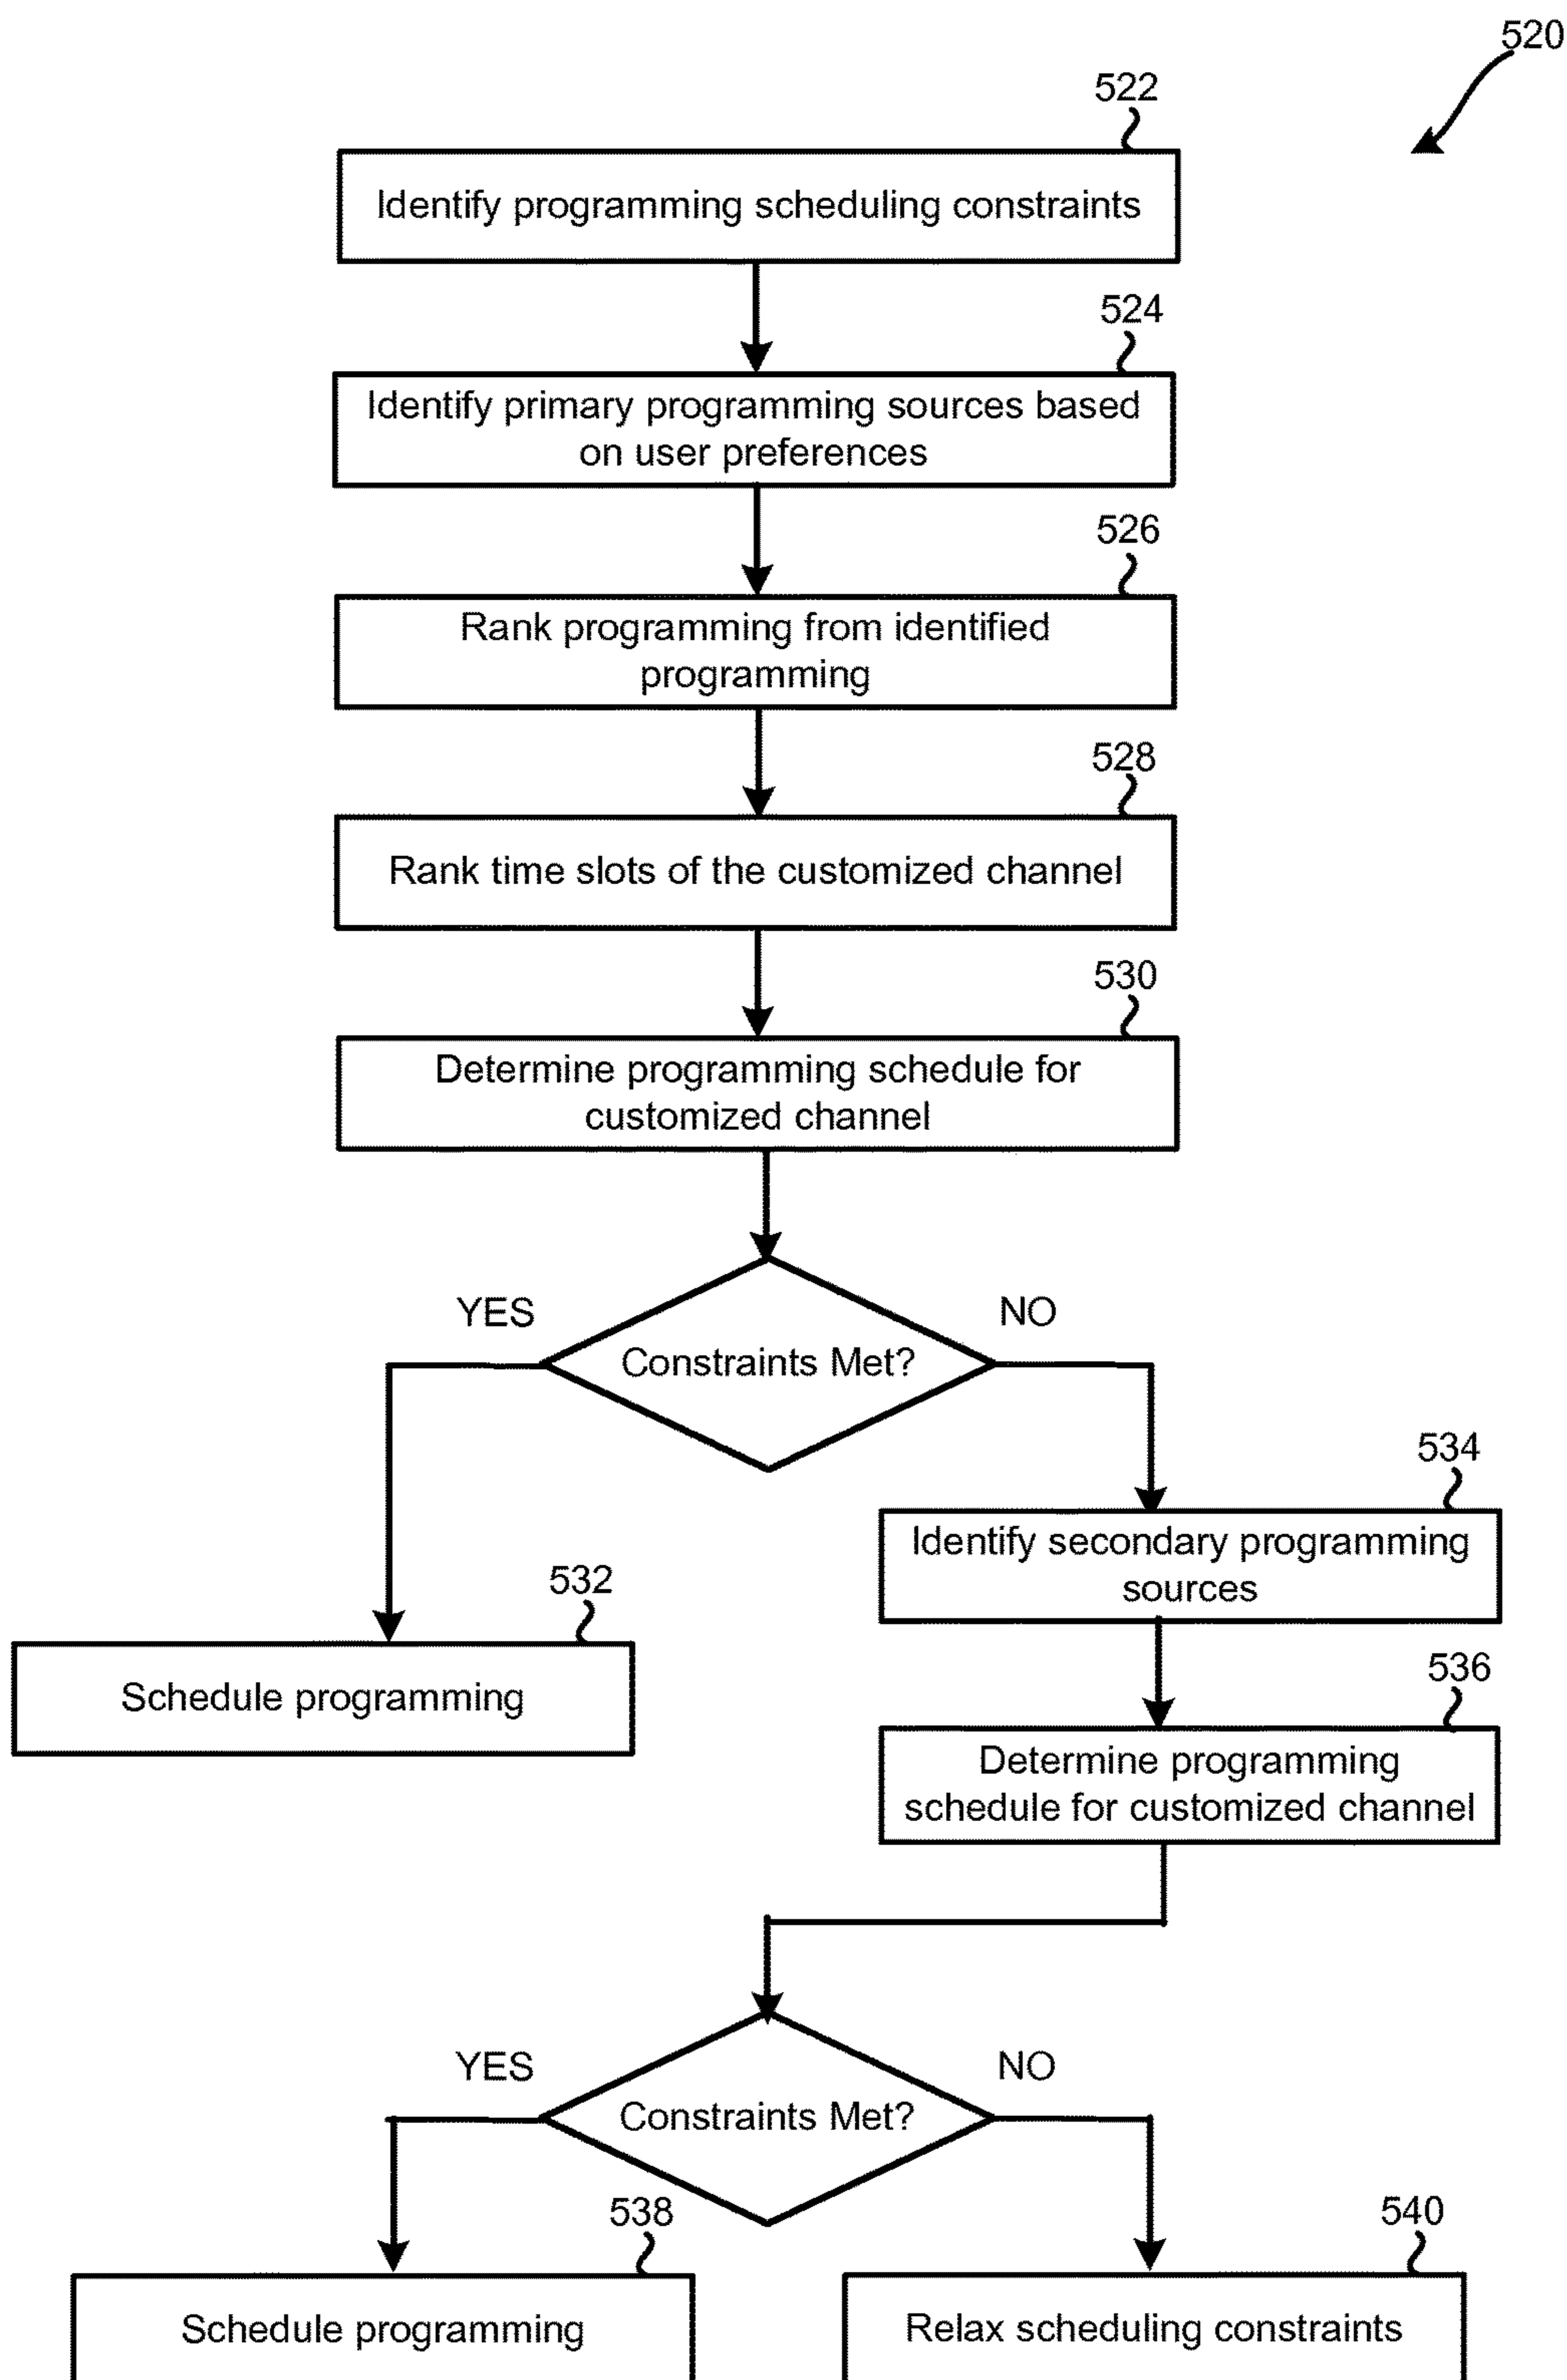 520
522
Identify programming scheduling constraints
524
Identify primary programming sources based
on user preferences
526
Rank programming from identified
programming
528
Rank time slots of the customized channel
530
Determine programming schedule for
customized channel
YES
NO
Constraints Met?
534
Identify secondary programming
sources
532
Schedule programming
536
Determine programming
schedule for customized channel
YES
NO
Constraints Met?
538
Schedule programming
540
Relax scheduling constraints